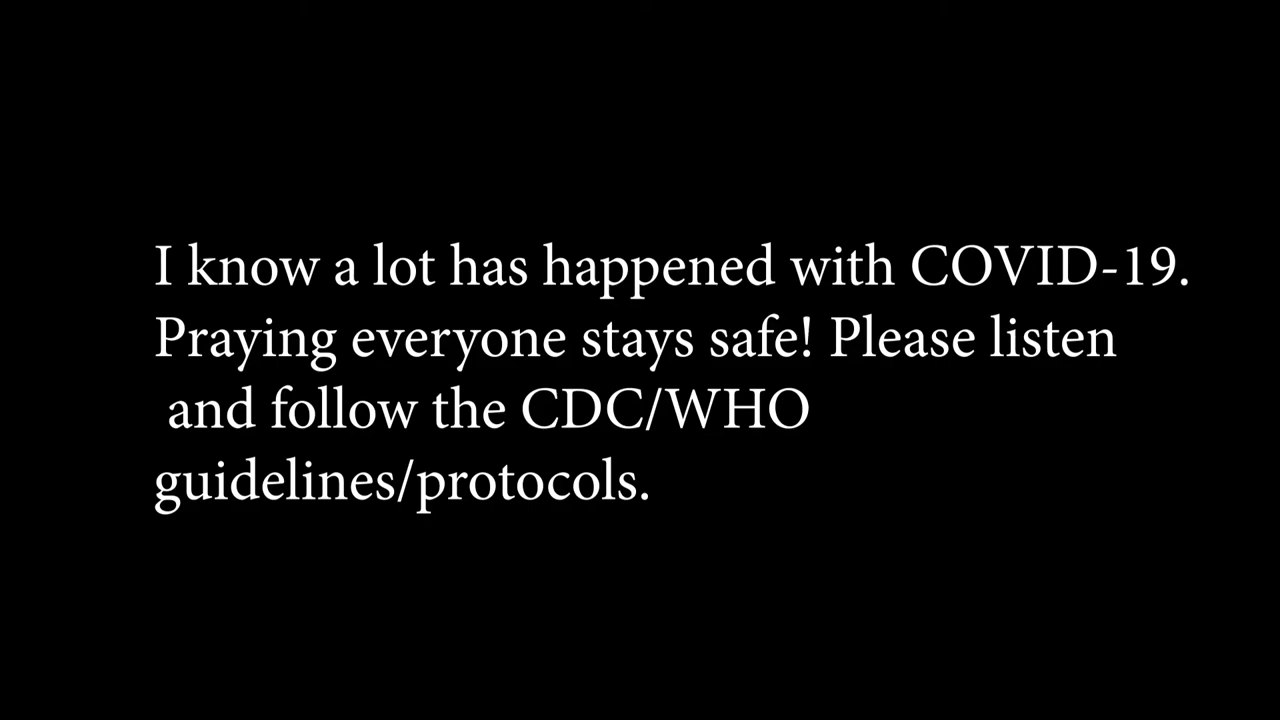 I know a lot has happened with COVID-19.
Praying everyone stays safe! Please listen
and follow the CDC/WHO
guidelines/protocols.